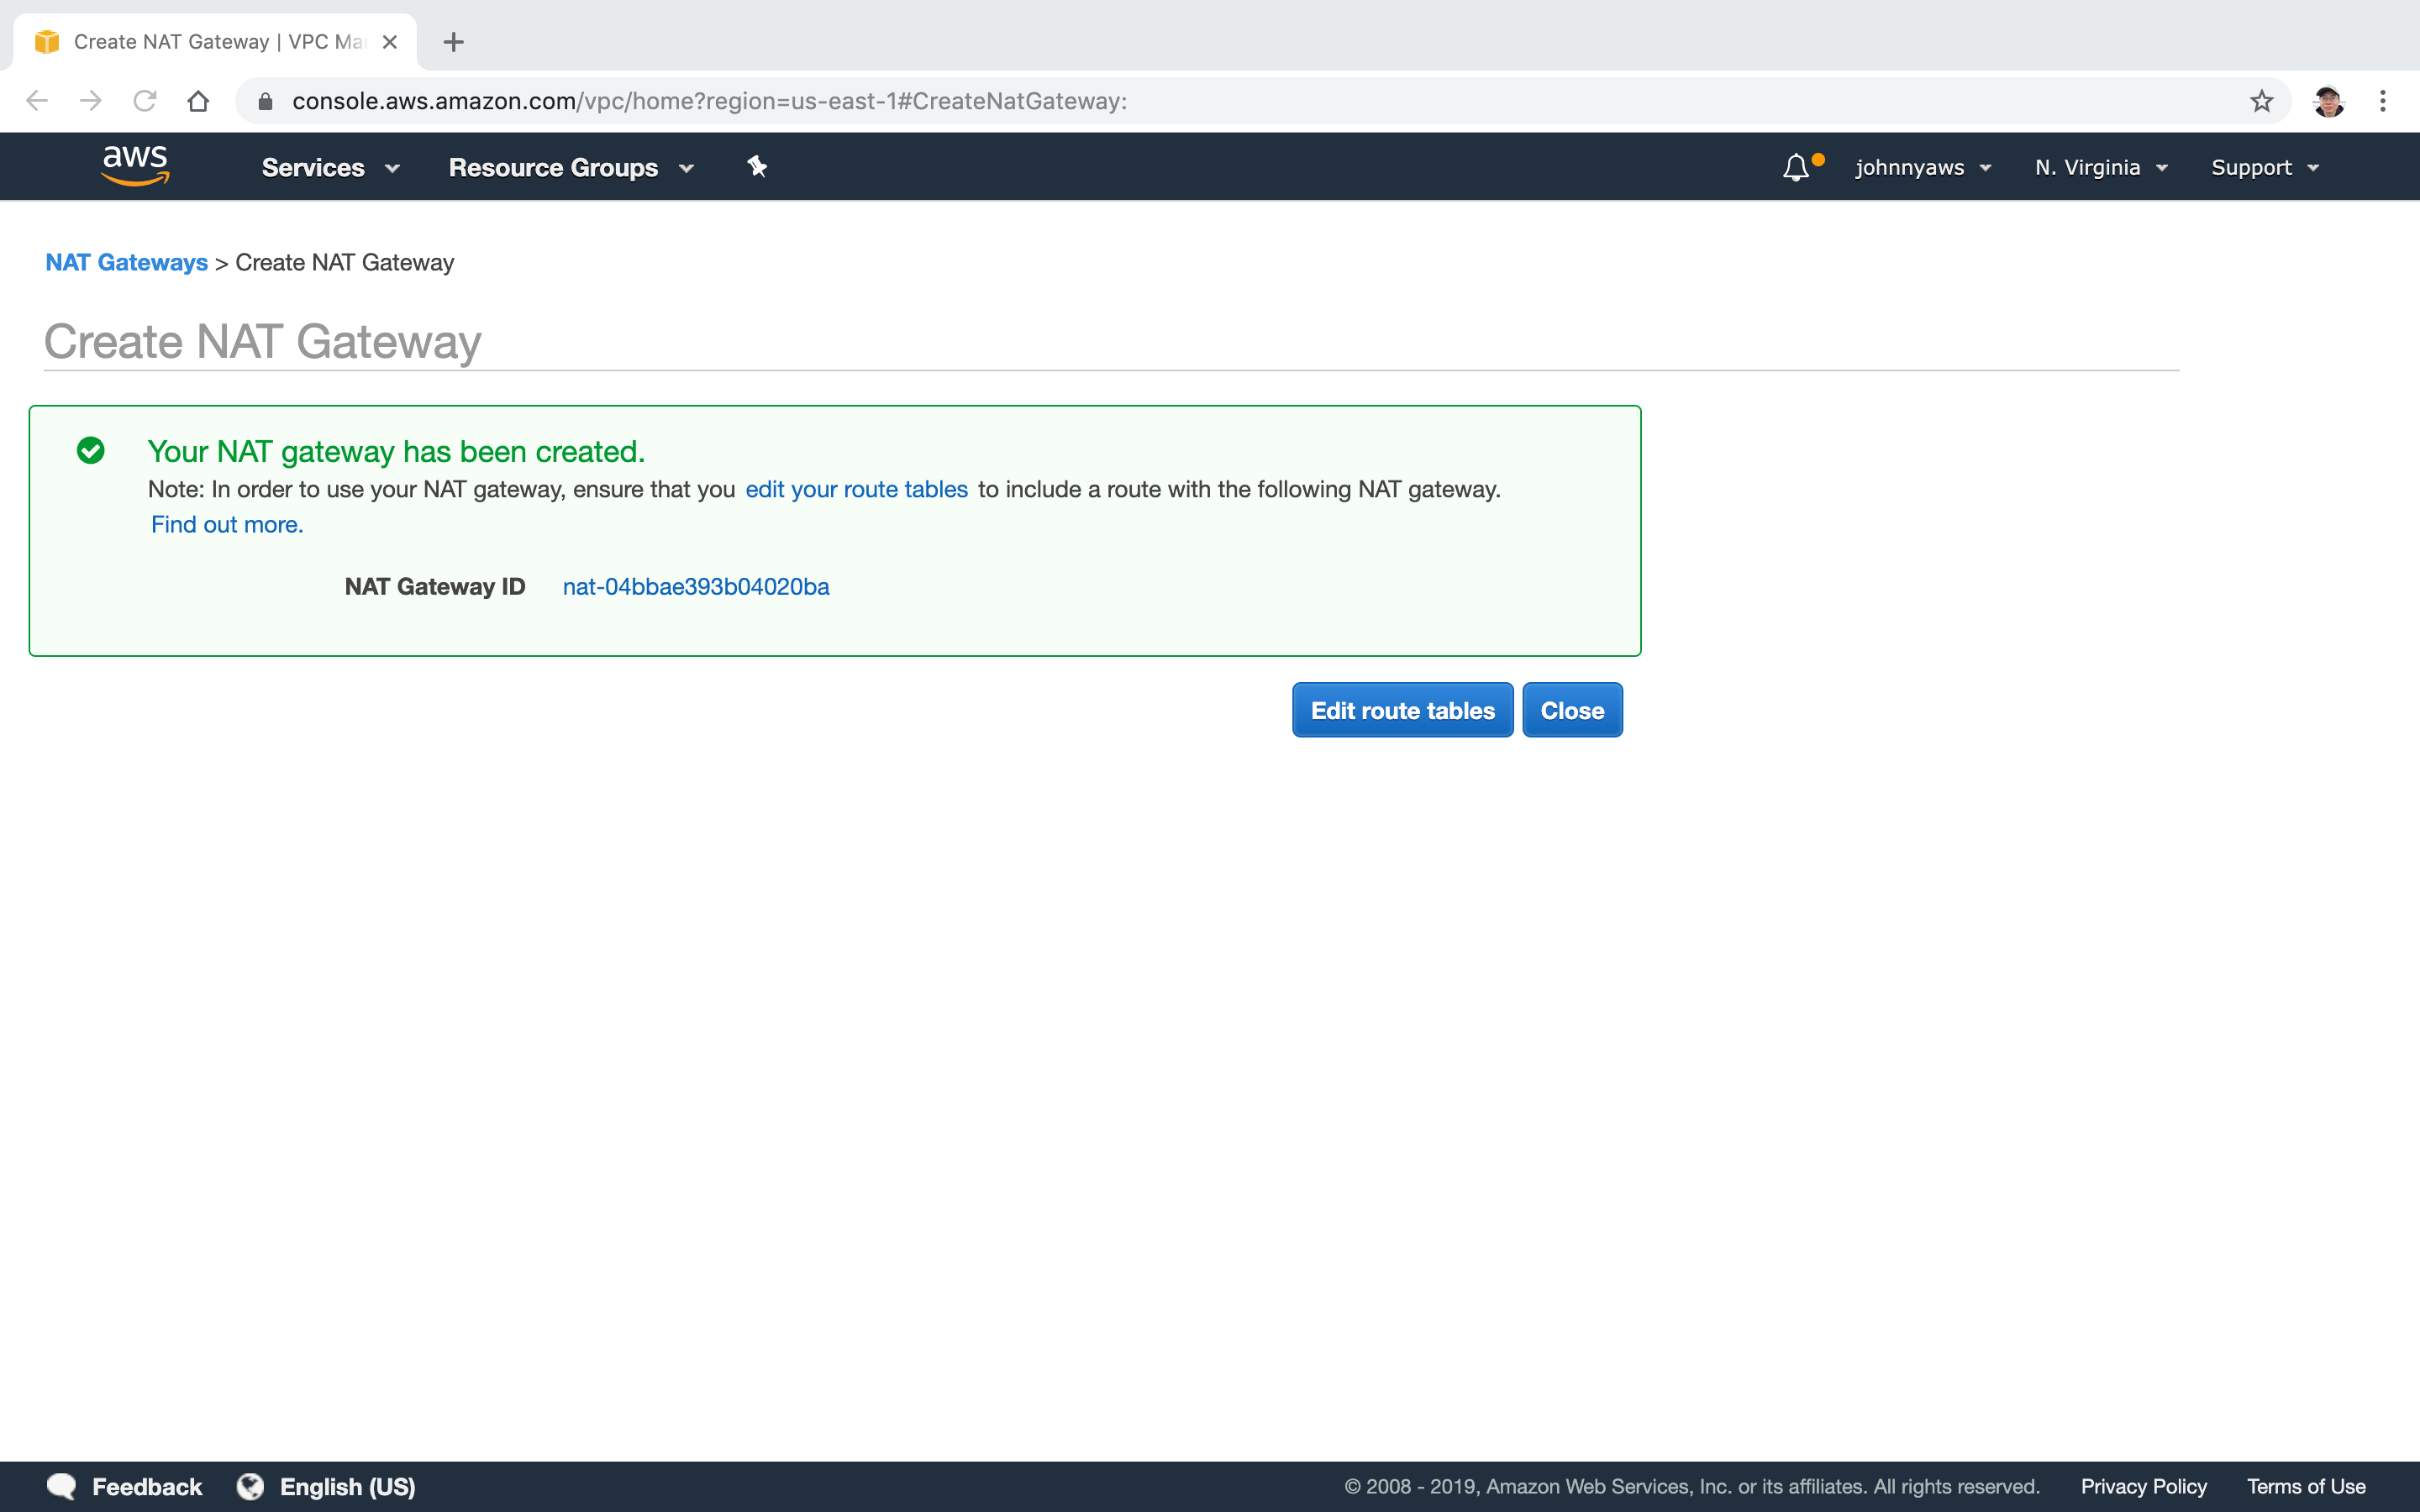 Create NAT Gateway | VPC Ma
console.aws.amazon.com/vpc/home?region=us-east-1#CreateNatGateway:
aws Services Resource Groups johnnyaws N. Virginia Support
NAT Gateways > Create NAT Gateway
Create NAT Gateway
Your NAT gateway has been created.
Note: In order to use your NAT gateway, ensure that you edit your route tables to include a route with the following NAT gateway.
Find out more.
NAT Gateway ID nat-04bbae393b04020ba
Edit route tables Close
Feedback English (US) © 2008 - 2019, Amazon Web Services, Inc. or its affiliates. All rights reserved. Privacy Policy Terms of Use